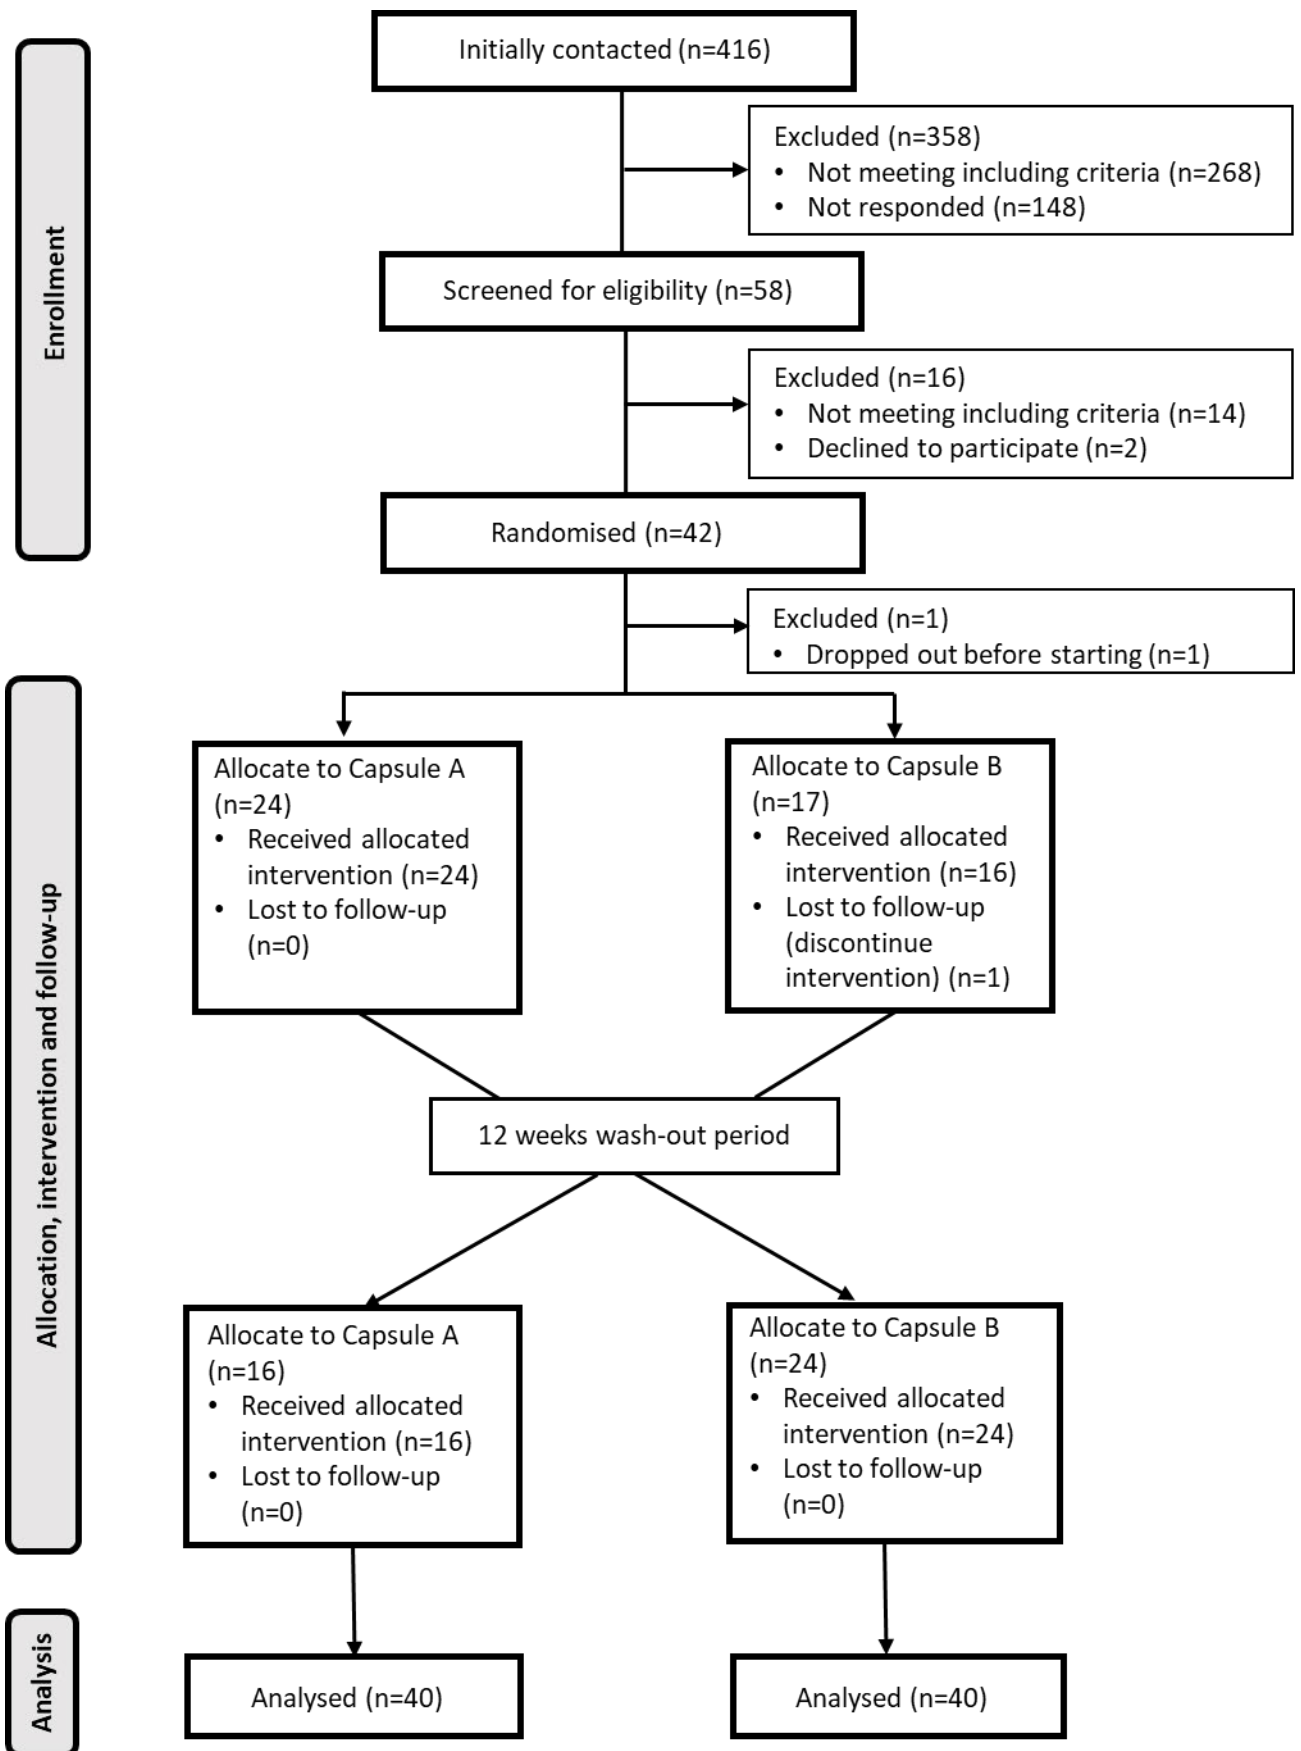 Enrollment
Initially contacted (n=416)
Excluded (n=358)
• Not meeting including criteria (n=268)
• Not responded (n=148)
Screened for eligibility (n=58)
Excluded (n=16)
• Not meeting including criteria (n=14)
• Declined to participate (n=2)
Randomised (n=42)
Excluded (n=1)
• Dropped out before starting (n=1)
Allocation, intervention and follow-up
Allocate to Capsule A
(n=24)
• Received allocated
intervention (n=24)
• Lost to follow-up
(n=0)
Allocate to Capsule B
(n=17)
• Received allocated
intervention (n=16)
• Lost to follow-up
(discontinue
intervention) (n=1)
12 weeks wash-out period
Allocate to Capsule A
(n=16)
• Received allocated
intervention (n=16)
• Lost to follow-up
(n=0)
Allocate to Capsule B
(n=24)
• Received allocated
intervention (n=24)
• Lost to follow-up
(n=0)
Analysis
Analysed (n=40)
Analysed (n=40)